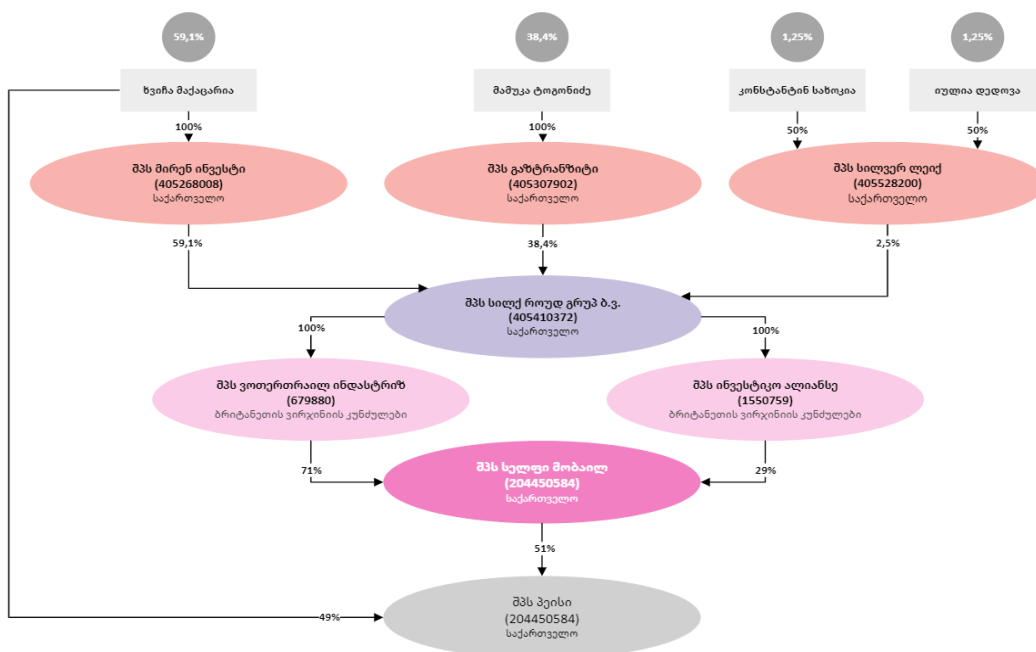 59,1%
38,4%
1,25%
1,25%
ხვიჩა მაქაცარია
მამუკა ტოგონიძე
კონსტანტინ სახოკია
იულია დედოვა
100%
100%
50%
50%
შპს მირენ ინვესტი
(405268008)
საქართველო
შპს გაზტრანზიტი
(405307902)
საქართველო
შპს სილვერ ლეიქ
(405528200)
საქართველო
59,1%
38,4%
2,5%
შპს სილქ როუდ გრუპ ბ.ვ.
(405410372)
საქართველო
100%
100%
შპს ვოთერთრაილ ინდასტრიზ
(679880)
ბრიტანეთის ვირჯინიის კუნძულები
შპს ინვესტიკო ალიანსე
(1550759)
ბრიტანეთის ვირჯინიის კუნძულები
71%
შპს სელფი მობაილ
(204450584)
საქართველო
29%
51%
49%
შპს პეისი
(204450584)
საქართველო